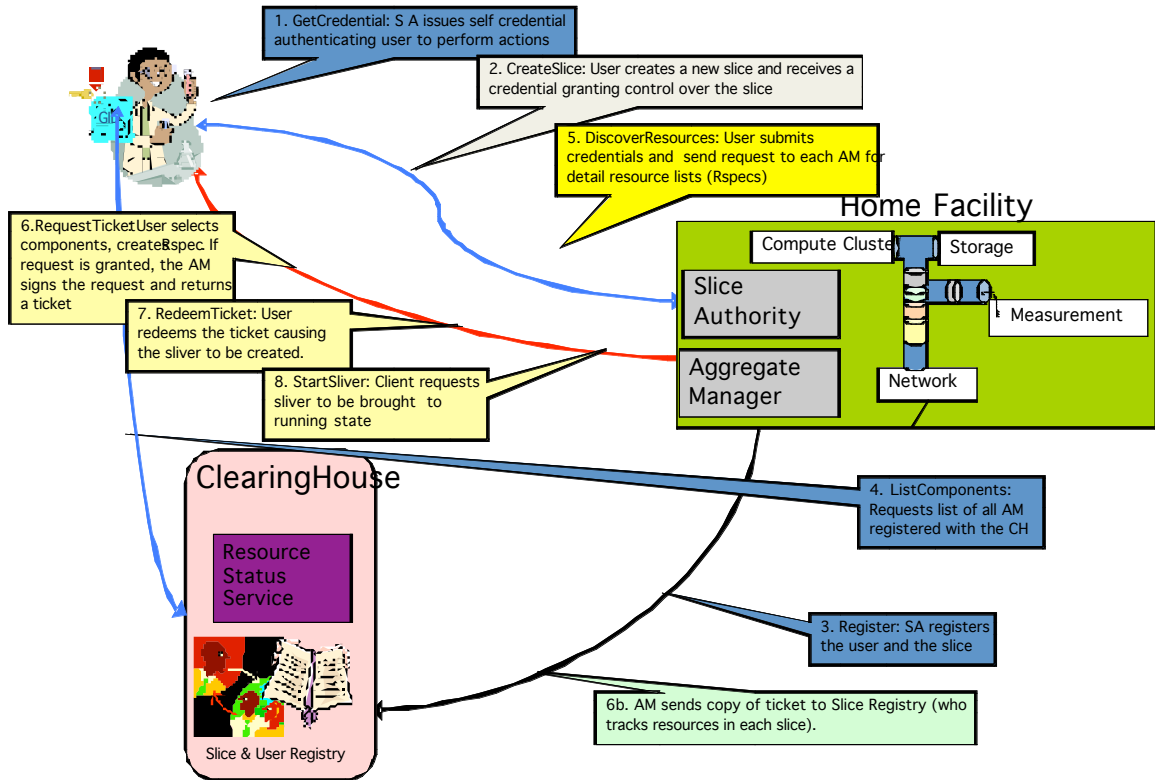 1. GetCredential: S A issues self credential
authenticating user to perform actions
2. CreateSlice: User creates a new slice and receives a
credential granting control over the slice
5. DiscoverResources: User submits
credentials and send request to each AM for
detail resource lists (Rspecs)
Home Facility
Compute Cluste
Storage
Measurement
Network
Slice
Authority
Aggregate
Manager
6.RequestTicket:User selects
components, creates Rspec. If
request is granted, the AM
signs the request and returns
a ticket
7. RedeemTicket: User
redeems the ticket causing
the sliver to be created.
8. StartSliver: Client requests
sliver to be brought to
running state
ClearingHouse
Resource
Status
Service
Slice & User Registry
4. ListComponents:
Requests list of all AM
registered with the CH
3. Register: SA registers
the user and the slice
6b. AM sends copy of ticket to Slice Registry (who
tracks resources in each slice).